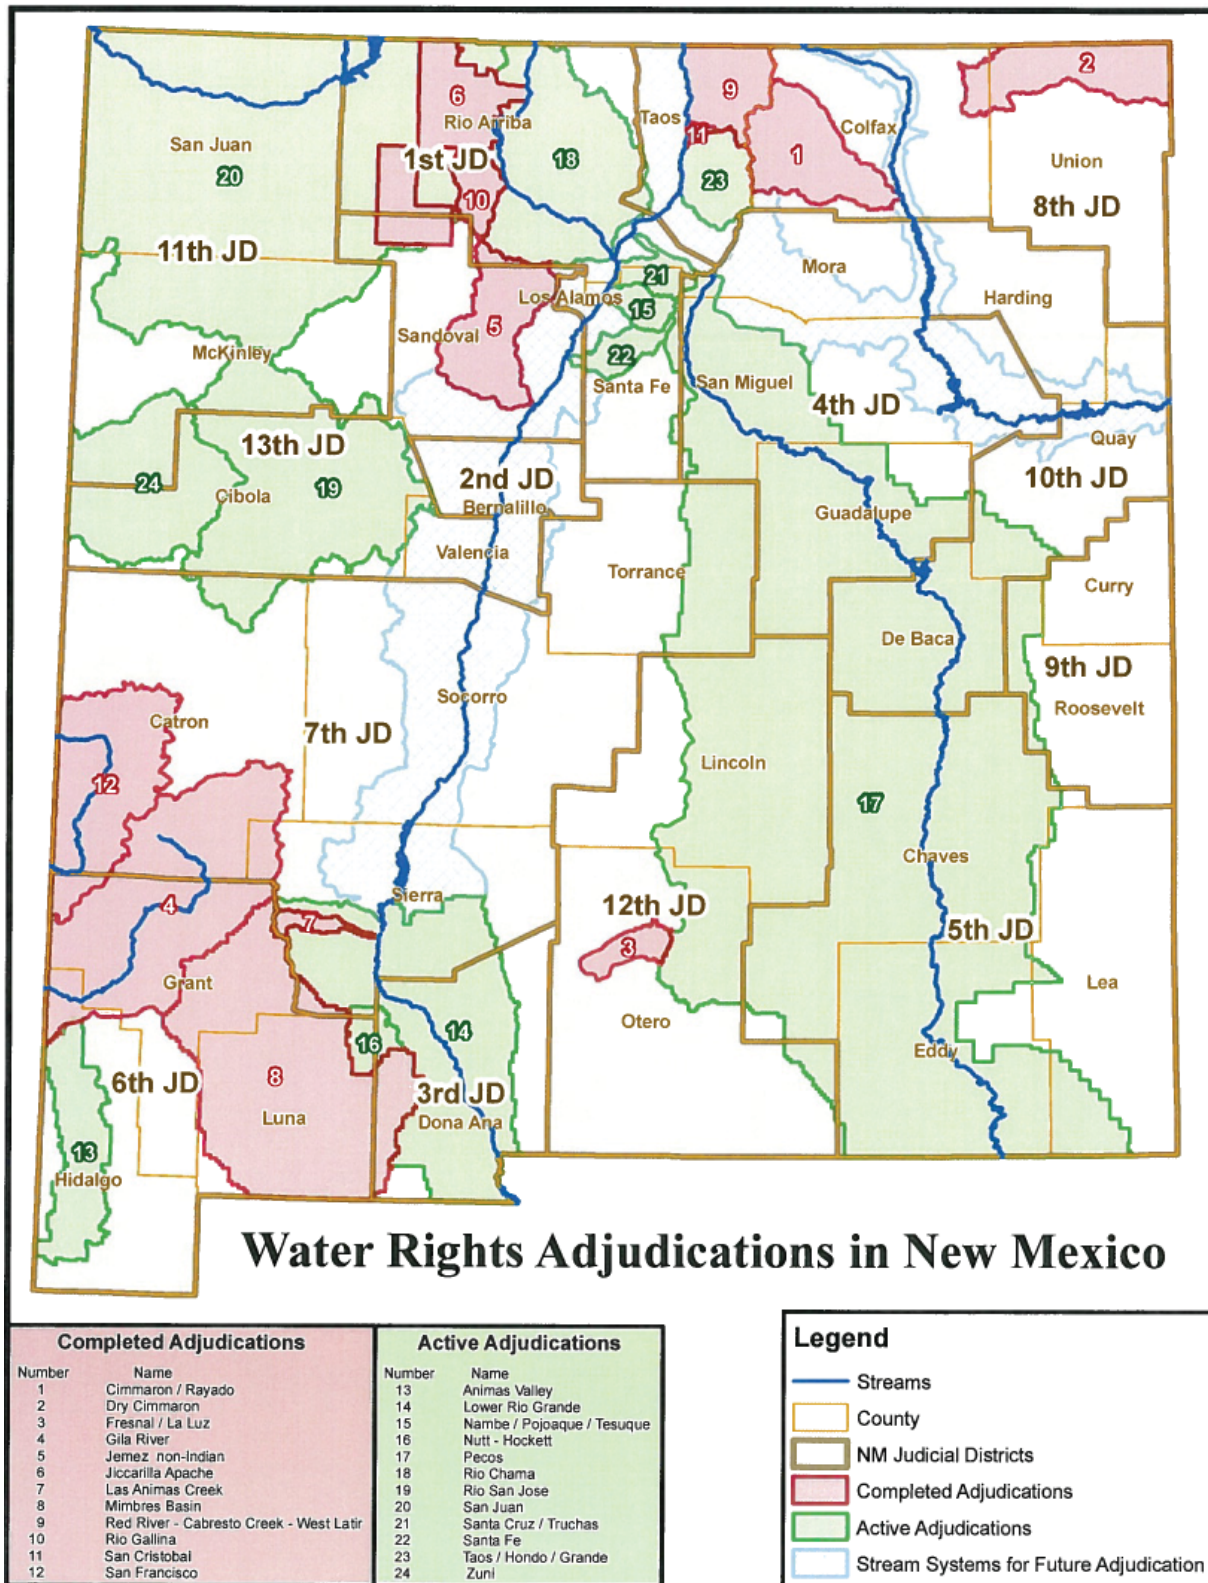 2
9
6
Rio Arriba
Taos
Colfax
San Juan
11
1st JD
18
1
Union
20
23
10
8th JD
11th JD
Mora
21
Los Alamos
Harding
15
5
Sandoval
McKinley
22
Santa Fe
San Miguel
4th JD
Quay
13th JD
2nd JD
10th JD
24
19
Cibola
Bernalillo
Guadalupe
Valencia
Torrance
Curry
De Baca
9th JD
Socorro
Roosevelt
Catron
7th JD
Lincoln
12
17
Chaves
Sierra
4
12th JD
7
5th JD
3
Grant
Lea
Otero
14
16
Eddy
8
6th JD
3rd JD
Luna
Dona Ana
13
Hidalgo
Water Rights Adjudications in New Mexico
Completed Adjudications
Number Name
1 Cimmaron / Rayado
2 Dry Cimmaron
3 Fresnal / La Luz
4 Gila River
5 Jemez non-Indian
6 Jiccarilla Apache
7 Las Animas Creek
8 Mimbres Basin
9 Red River - Cabresto Creek - West Latir
10 Rio Gallina
11 San Cristobal
12 San Francisco
Active Adjudications
Number Name
13 Animas Valley
14 Lower Rio Grande
15 Nambe / Pojoaque / Tesuque
16 Nutt - Hockett
17 Pecos
18 Rio Chama
19 Rio San Jose
20 San Juan
21 Santa Cruz / Truchas
22 Santa Fe
23 Taos / Hondo / Grande
24 Zuni
Legend
Streams
County
NM Judicial Districts
Completed Adjudications
Active Adjudications
Stream Systems for Future Adjudication